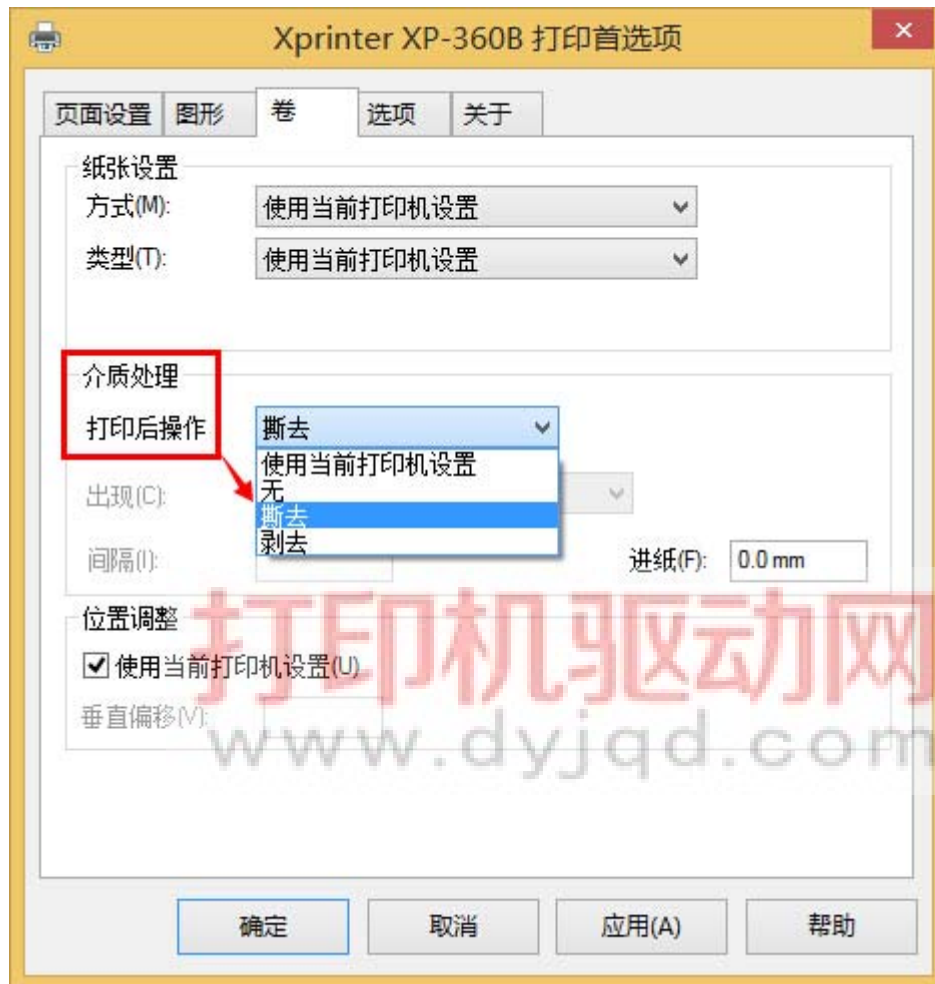 Xprinter XP-360B 打印首选项
页面设置 图形 卷 选项 关于
纸张设置
方式(M): 使用当前打印机设置
类型(T): 使用当前打印机设置
介质处理
打印后操作 撕去
使用当前打印机设置
无
撕去
剥去
出现(C):
间隔(I):
进纸(F): 0.0 mm
位置调整
使用当前打印机设置(U)
垂直偏移(V):
打印机驱动网
www.dyjqd.com
确定 取消 应用(A) 帮助